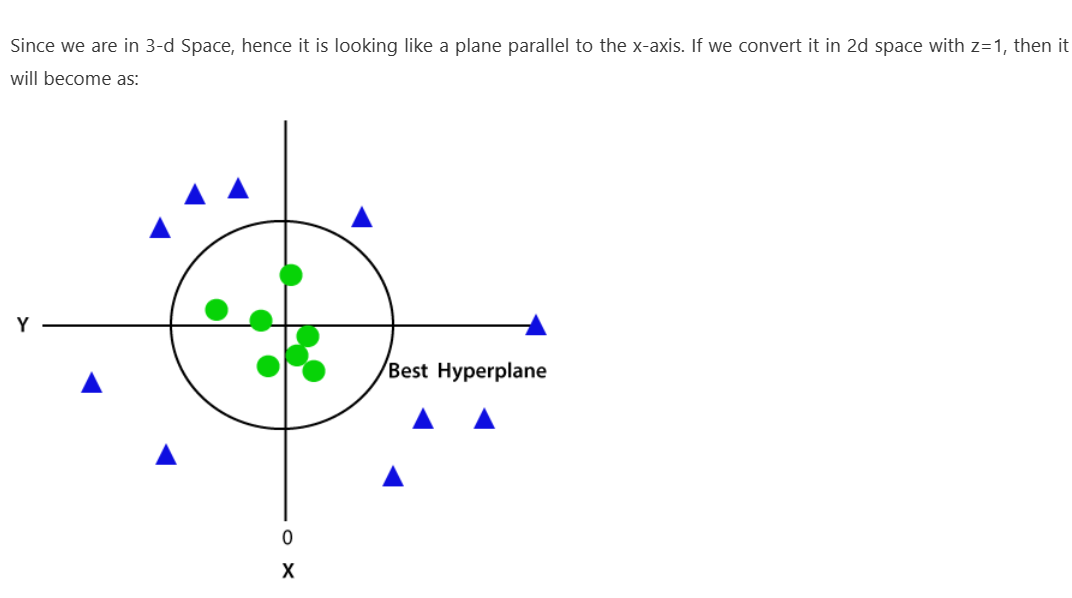 Since we are in 3-d Space, hence it is looking like a plane parallel to the x-axis. If we convert it in 2d space with z=1, then it
will become as:
Y
Best Hyperplane
0
X